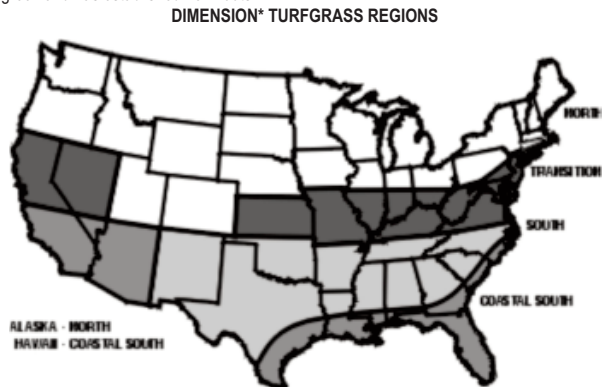 DIMENSION* TURFGRASS REGIONS
NORTH
TRANSITION
SOUTH
COASTAL SOUTH
ALASKA - NORTH
HAWAII - COASTAL SOUTH